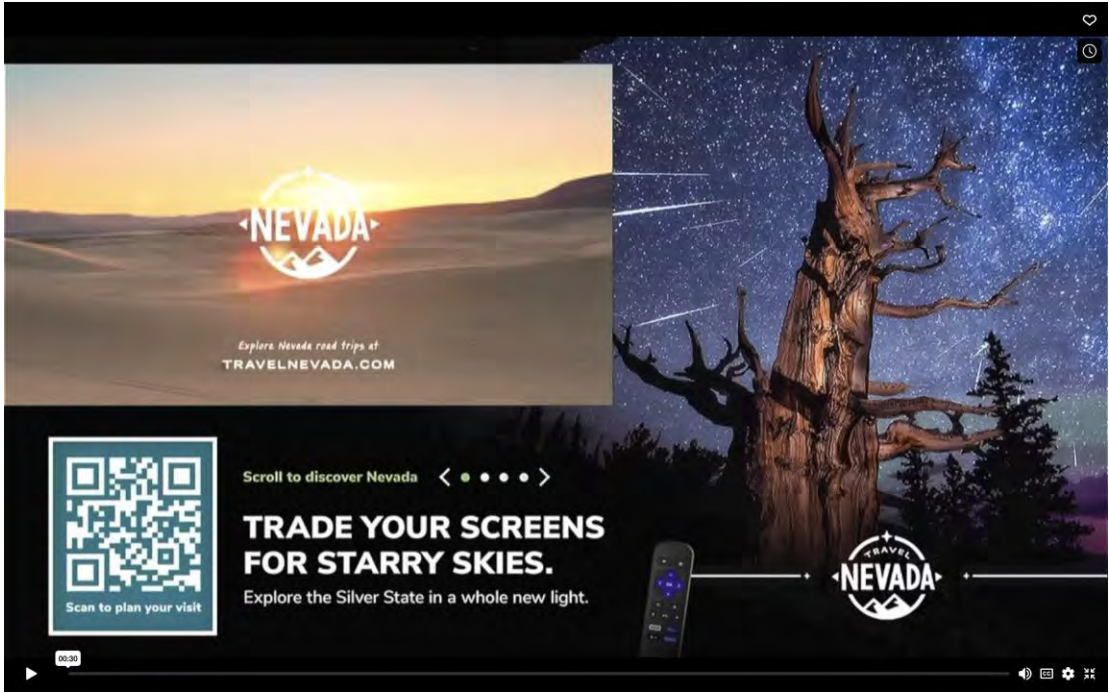 NEVADA
Explore Nevada road trips at
TRAVELNEVADA.COM
Scroll to discover Nevada
TRADE YOUR SCREENS
FOR STARRY SKIES.
Explore the Silver State in a whole new light.
Scan to plan your visit
TRAVEL
NEVADA
00:30
CC